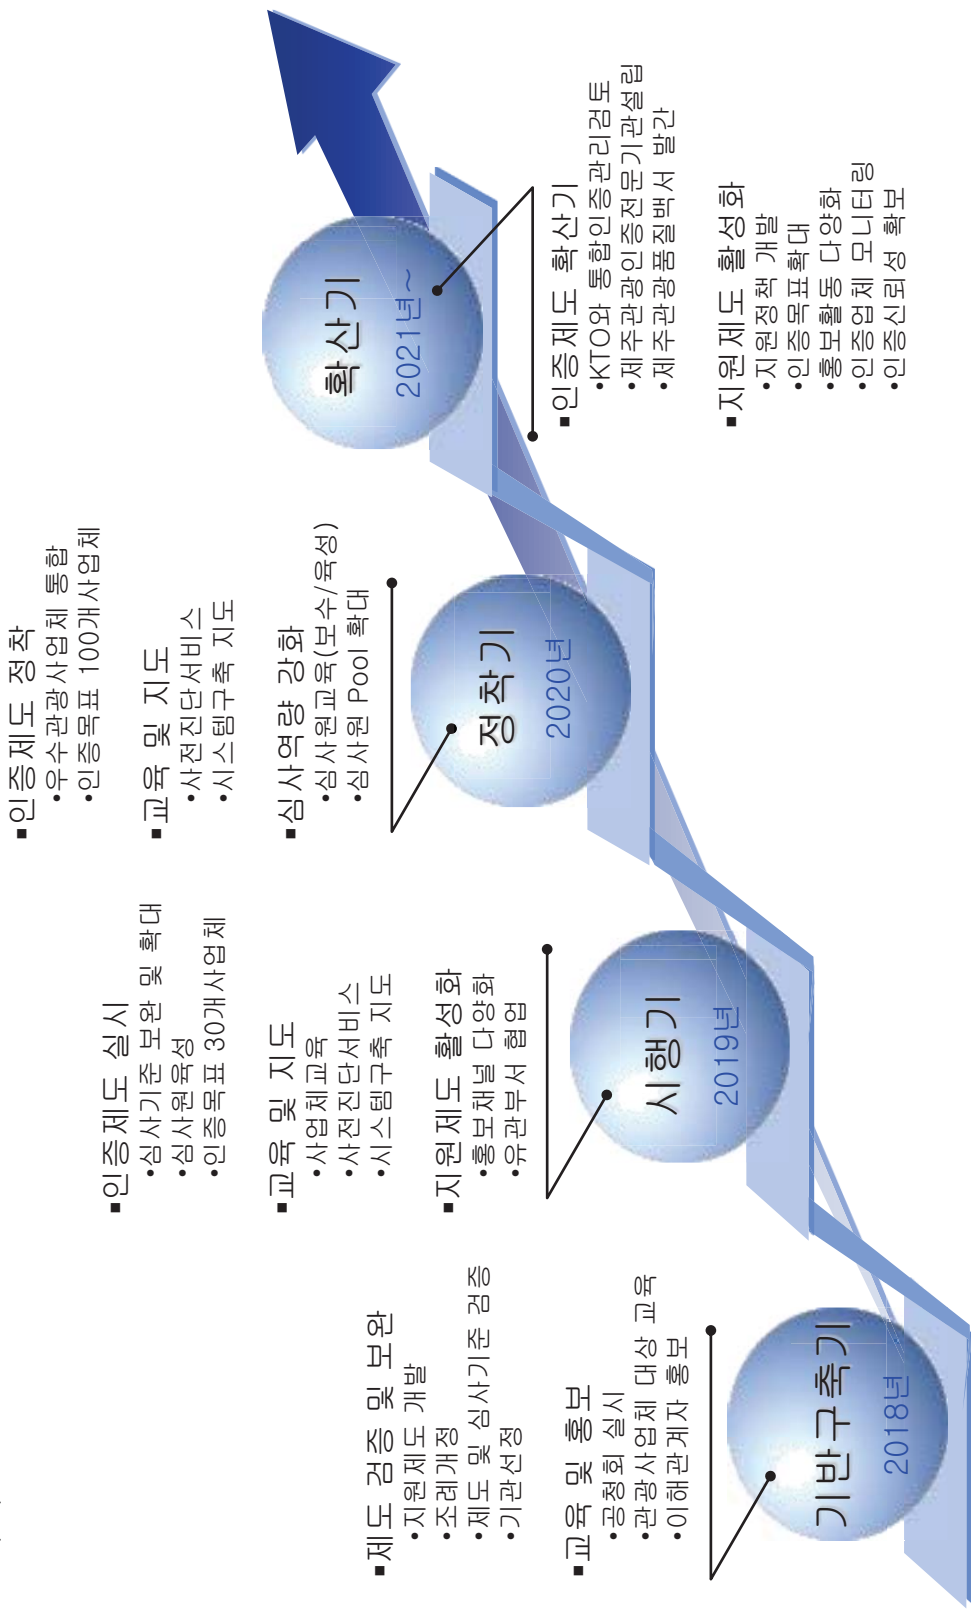 ▪제도 검증 및 보완
•지원제도 개발
•조례개정
•제도 및 심사기준 검증
•기관선정
▪교육 및 홍보
•공청회 실시
•관광사업체 대상 교육
•이해관계자 홍보
기반구축기
2018년
▪인증제도 실시
•심사기준 보완 및 확대
•심사원육성
•인증목표 30개사업체
▪교육 및 지도
•사업체교육
•사전진단서비스
•시스템구축 지도
▪지원제도 활성화
•홍보채널 다양화
•유관부서 협업
시행기
2019년
▪인증제도 정착
•우수관광사업체 통합
•인증목표 100개사업체
▪교육 및 지도
•사전진단서비스
•시스템구축 지도
▪심사역량 강화
•심사원교육(보수/육성)
•심사원 Pool 확대
정착기
2020년
확산기
2021년~
▪인증제도 확산기
•KTO와 통합인증관리검토
•제주관광인증전문기관설립
•제주관광품질백서 발간
▪지원제도 활성화
•지원정책 개발
•인증목표확대
•홍보활동 다양화
•인증업체 모니터링
•인증신뢰성 확보